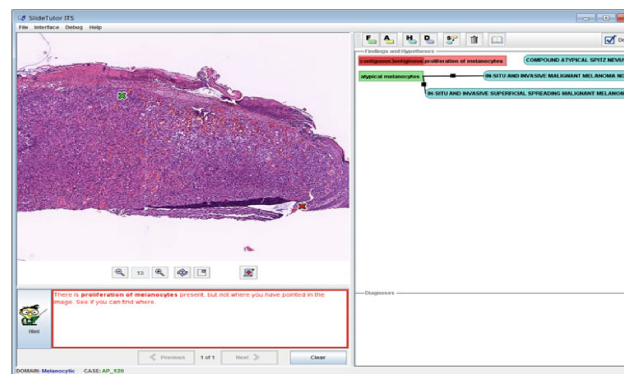 SlideTutor ITS
File Interface Debug Help
F A H D
Findings and Hypotheses
contiguous lentiginous proliferation of melanocytes
COMPOUND ATYPICAL SPITZ NEVUS
atypical melanocytes
IN SITU AND INVASIVE MALIGNANT MELANOMA
IN SITU AND INVASIVE SUPERFICIAL SPREADING MALIGNANT
There is proliferation of melanocytes present, but not where you have pointed in the
image. See if you can find where.
Hint
Diagnoses
Previous 1 of 1 Next Clear
DOMAIN: Melanocytic CASE: AP_520